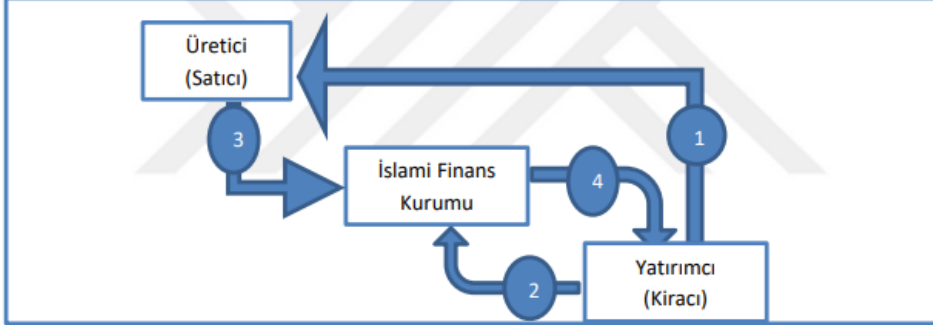 Üretici
(Satıcı)
3
1
İslami Finans
Kurumu
4
2
Yatırımcı
(Kiracı)